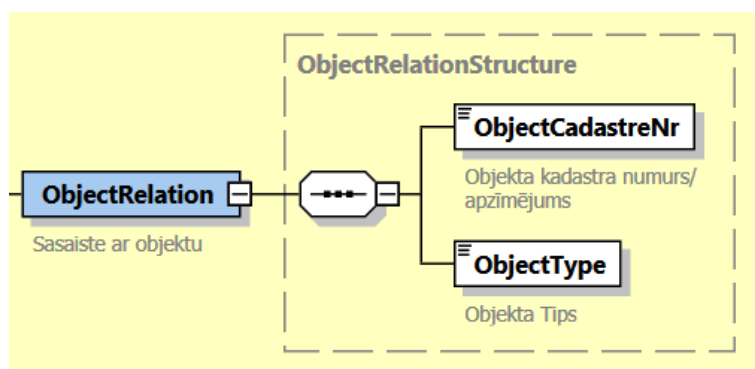 ObjectRelationStructure
ObjectCadastreNr
Objekta kadastra numurs/
apzīmējums
ObjectRelation
Sasaiste ar objektu
ObjectType
Objekta Tips